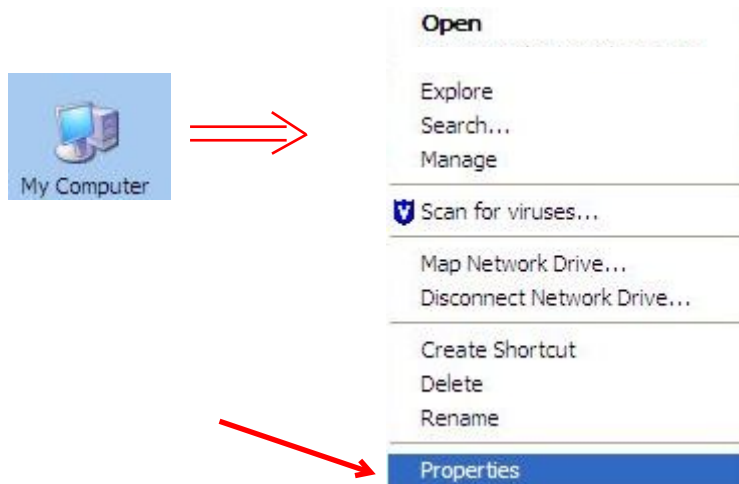 Open
My Computer
Explore
Search...
Manage
Scan for viruses...
Map Network Drive...
Disconnect Network Drive...
Create Shortcut
Delete
Rename
Properties